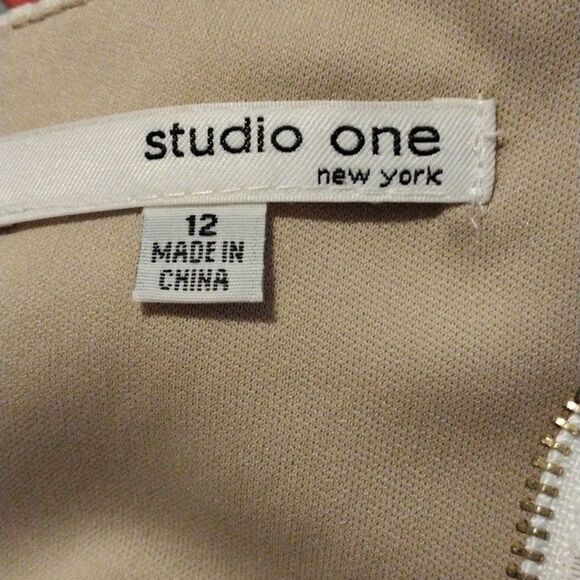 studio one
new york
12
MADE IN
CHINA